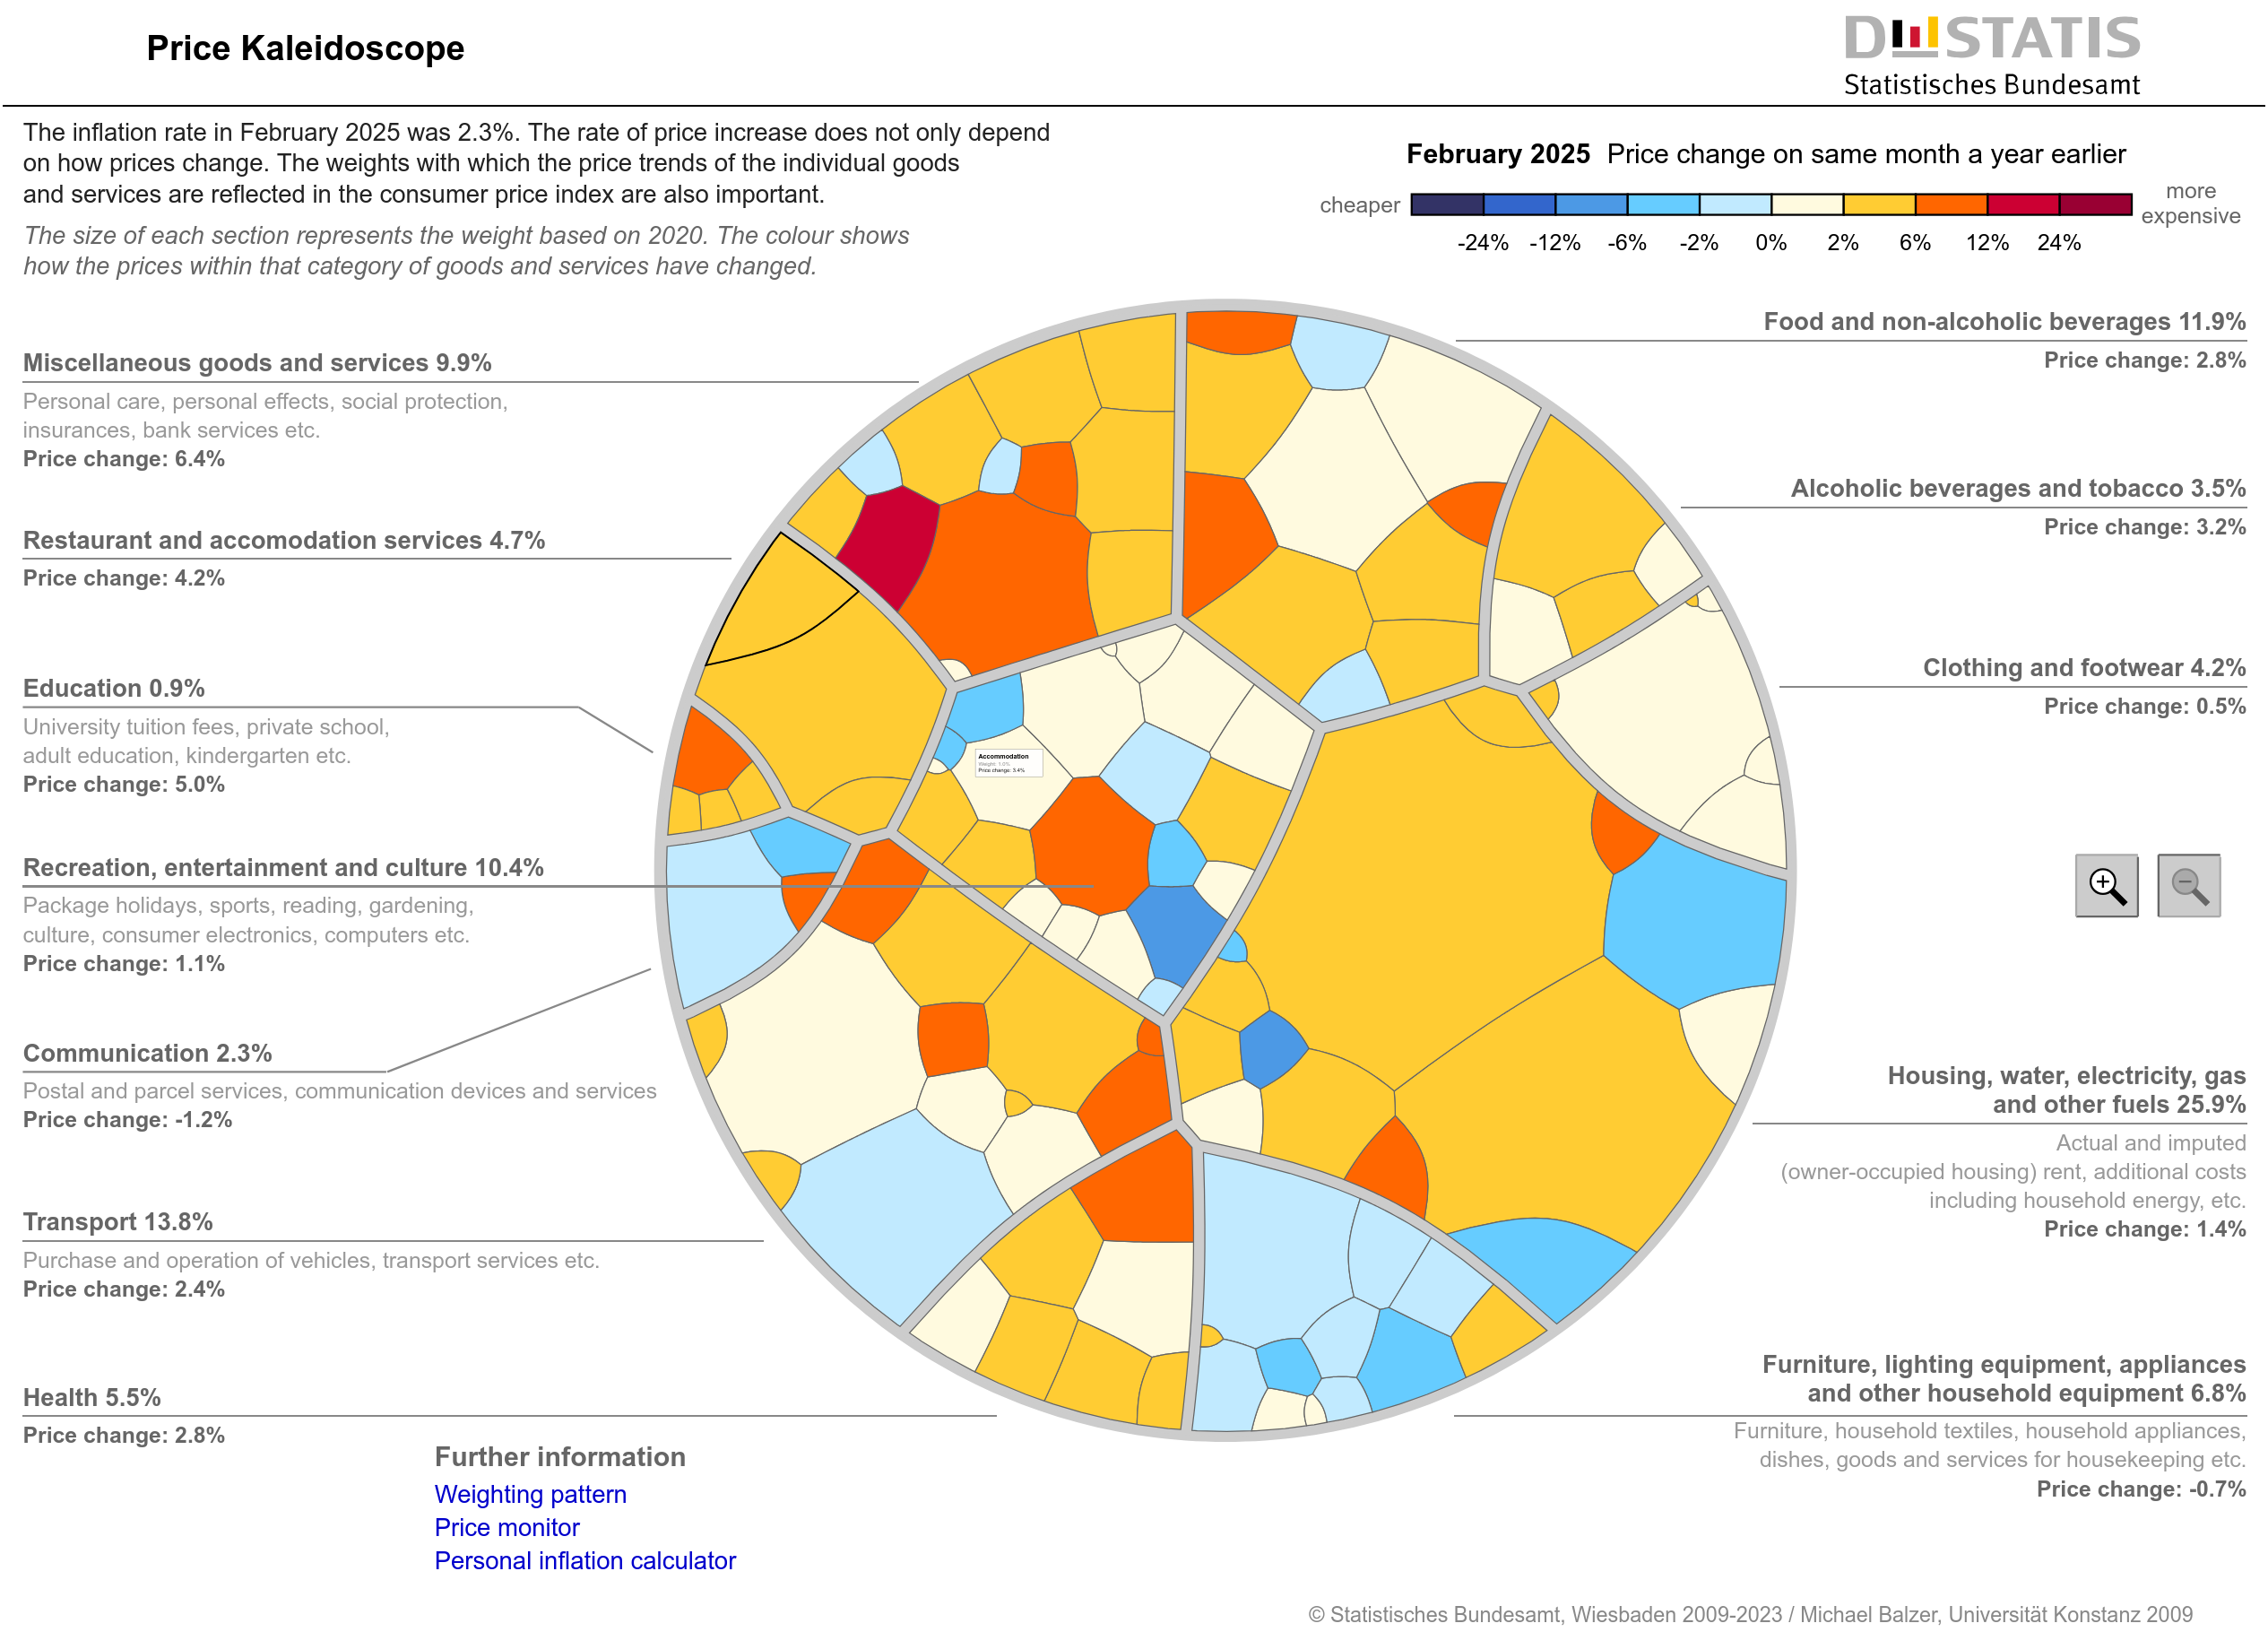 Price Kaleidoscope
DESTATIS
Statistisches Bundesamt
The inflation rate in February 2025 was 2.3%. The rate of price increase does not only depend
on how prices change. The weights with which the price trends of the individual goods
and services are reflected in the consumer price index are also important.
The size of each section represents the weight based on 2020. The colour shows
how the prices within that category of goods and services have changed.
February 2025 Price change on same month a year earlier
cheaper
more
expensive
-24% -12% -6% -2% 0% 2% 6% 12% 24%
Miscellaneous goods and services 9.9%
Personal care, personal effects, social protection,
insurances, bank services etc.
Price change: 6.4%
Restaurant and accomodation services 4.7%
Price change: 4.2%
Education 0.9%
University tuition fees, private school,
adult education, kindergarten etc.
Price change: 5.0%
Recreation, entertainment and culture 10.4%
Package holidays, sports, reading, gardening,
culture, consumer electronics, computers etc.
Price change: 1.1%
Communication 2.3%
Postal and parcel services, communication devices and services
Price change: -1.2%
Transport 13.8%
Purchase and operation of vehicles, transport services etc.
Price change: 2.4%
Health 5.5%
Price change: 2.8%
Accommodation
Weight: 1.0%
Price change: 3.4%
Food and non-alcoholic beverages 11.9%
Price change: 2.8%
Alcoholic beverages and tobacco 3.5%
Price change: 3.2%
Clothing and footwear 4.2%
Price change: 0.5%
Housing, water, electricity, gas
and other fuels 25.9%
Actual and imputed
(owner-occupied housing) rent, additional costs
including household energy, etc.
Price change: 1.4%
Furniture, lighting equipment, appliances
and other household equipment 6.8%
Furniture, household textiles, household appliances,
dishes, goods and services for housekeeping etc.
Price change: -0.7%
Further information
Weighting pattern
Price monitor
Personal inflation calculator
© Statistisches Bundesamt, Wiesbaden 2009-2023 / Michael Balzer, Universität Konstanz 2009